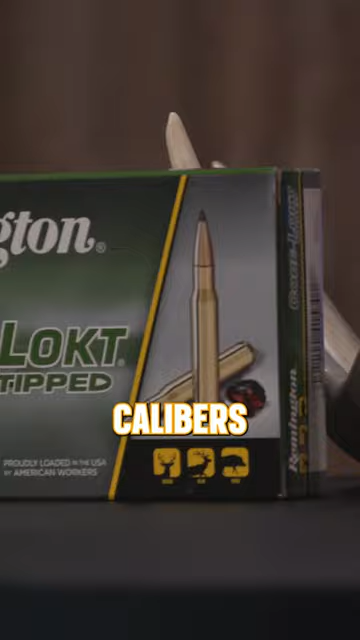 gton®
LOKT®
TIPPED
CALIBERS
PROUDLY LOADED IN THE USA
BY AMERICAN WORKERS
Remington